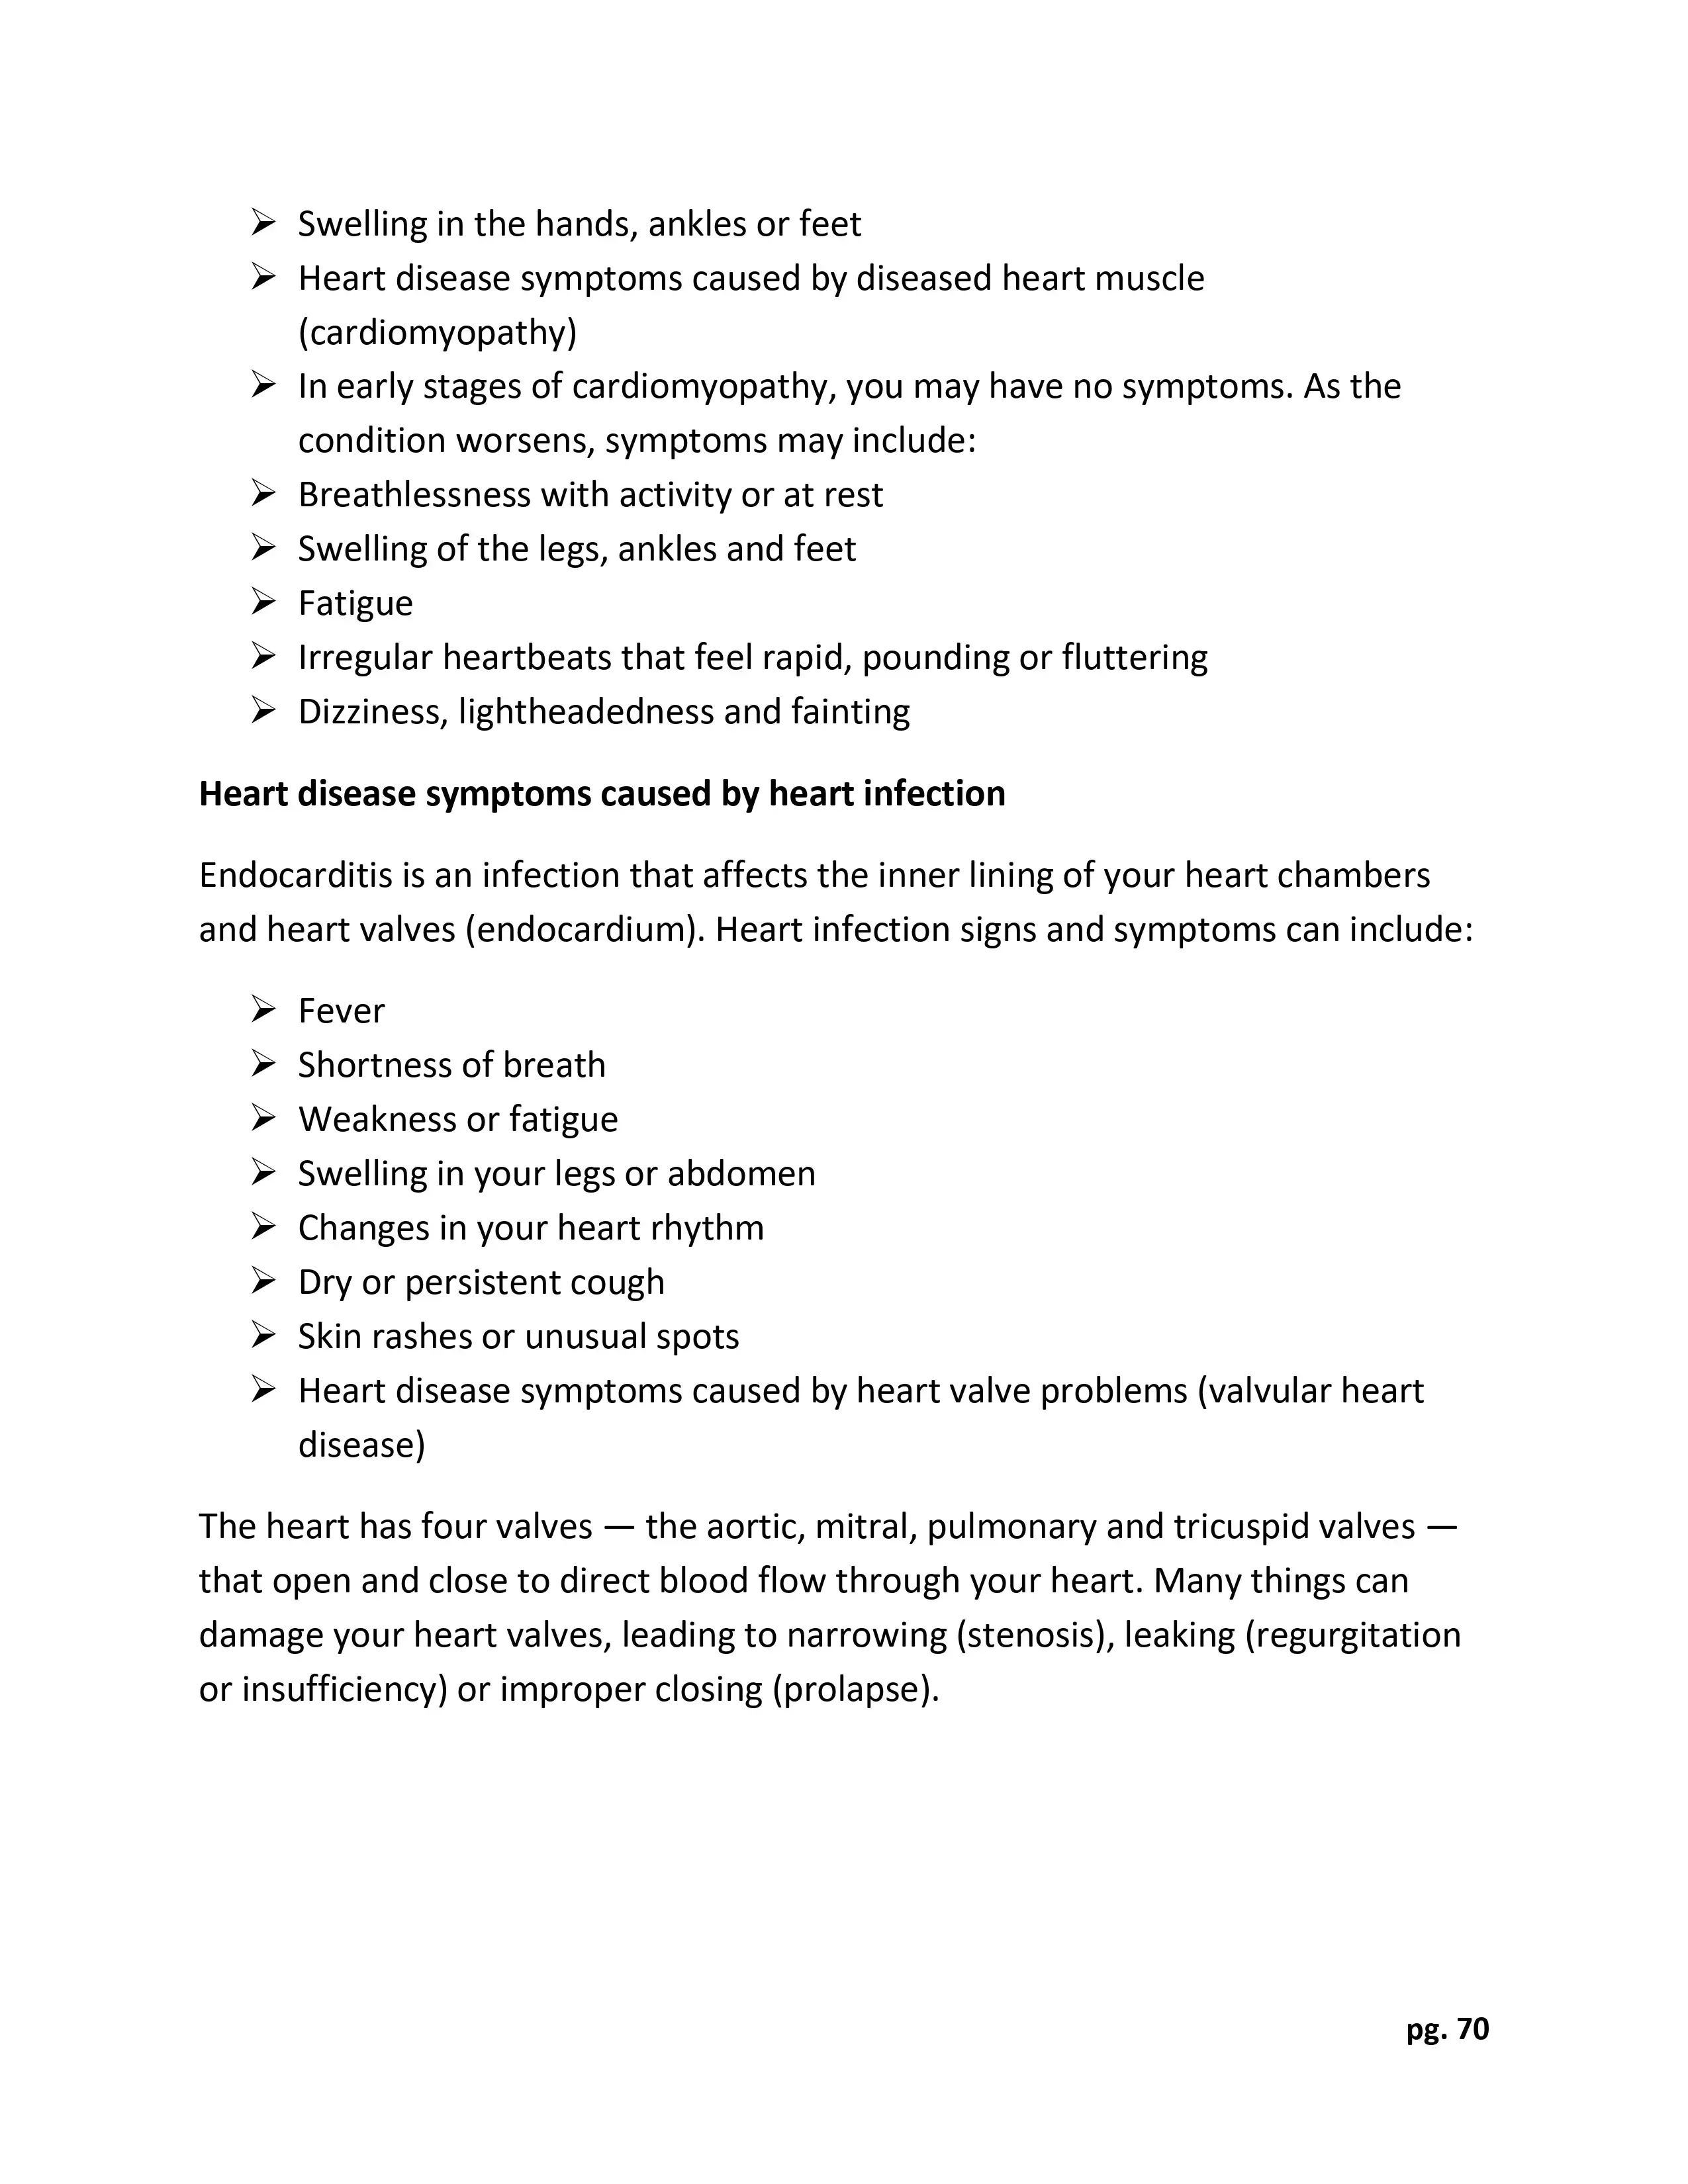 ➢ Swelling in the hands, ankles or feet
➢ Heart disease symptoms caused by diseased heart muscle
(cardiomyopathy)
➢ In early stages of cardiomyopathy, you may have no symptoms. As the
condition worsens, symptoms may include:
➢ Breathlessness with activity or at rest
➢ Swelling of the legs, ankles and feet
➢ Fatigue
➢ Irregular heartbeats that feel rapid, pounding or fluttering
➢ Dizziness, lightheadedness and fainting
Heart disease symptoms caused by heart infection
Endocarditis is an infection that affects the inner lining of your heart chambers
and heart valves (endocardium). Heart infection signs and symptoms can include:
➢ Fever
➢ Shortness of breath
➢ Weakness or fatigue
➢ Swelling in your legs or abdomen
➢ Changes in your heart rhythm
➢ Dry or persistent cough
➢ Skin rashes or unusual spots
➢ Heart disease symptoms caused by heart valve problems (valvular heart
disease)
The heart has four valves — the aortic, mitral, pulmonary and tricuspid valves —
that open and close to direct blood flow through your heart. Many things can
damage your heart valves, leading to narrowing (stenosis), leaking (regurgitation
or insufficiency) or improper closing (prolapse).
pg. 70